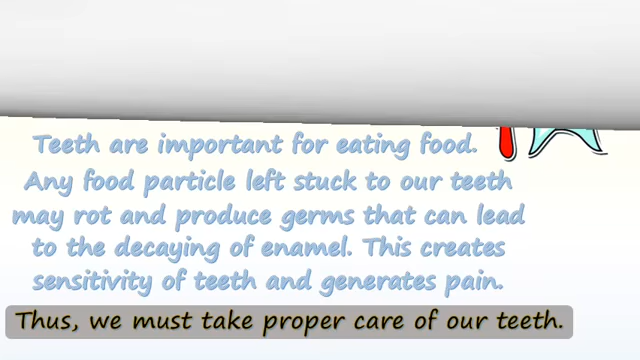 Teeth are important for eating food.
Any food particle left stuck to our teeth
may rot and produce germs that can lead
to the decaying of enamel. This creates
sensitivity of teeth and generates pain.
Thus, we must take proper care of our teeth.